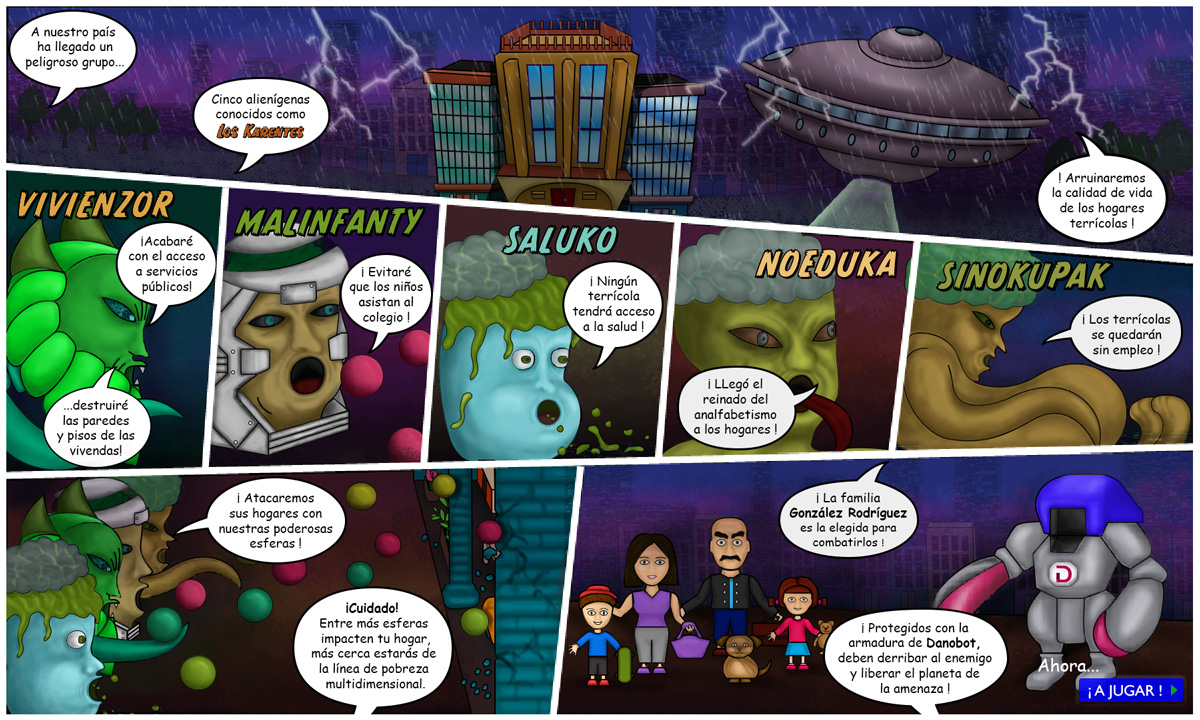 A nuestro país
ha llegado un
peligroso grupo...
Cinco alienígenas
conocidos como
Los Karentes
! Arruinaremos
la calidad de vida
de los hogares
terrícolas !
VIVIENZOR
¡Acabaré
con el acceso
a servicios
públicos!
...destruiré
las paredes
y pisos de las
vivendas!
MALINFANTY
¡ Evitaré
que los niños
asistan al
colegio !
SALUKO
¡ Ningún
terrícola
tendrá acceso
a la salud !
NOEDUKA
¡ LLegó el
reinado del
analfabetismo
a los hogares !
SINOKUPAK
¡ Los terrícolas
se quedarán
sin empleo !
¡ Atacaremos
sus hogares con
nuestras poderosas
esferas !
¡Cuidado!
Entre más esferas
impacten tu hogar,
más cerca estarás de
la línea de pobreza
multidimensional.
¡ La familia
González Rodríguez
es la elegida para
combatirlos !
D
¡ Protegidos con la
armadura de Danobot,
deben derribar al enemigo
y liberar el planeta de
la amenaza !
Ahora...
¡ A JUGAR !